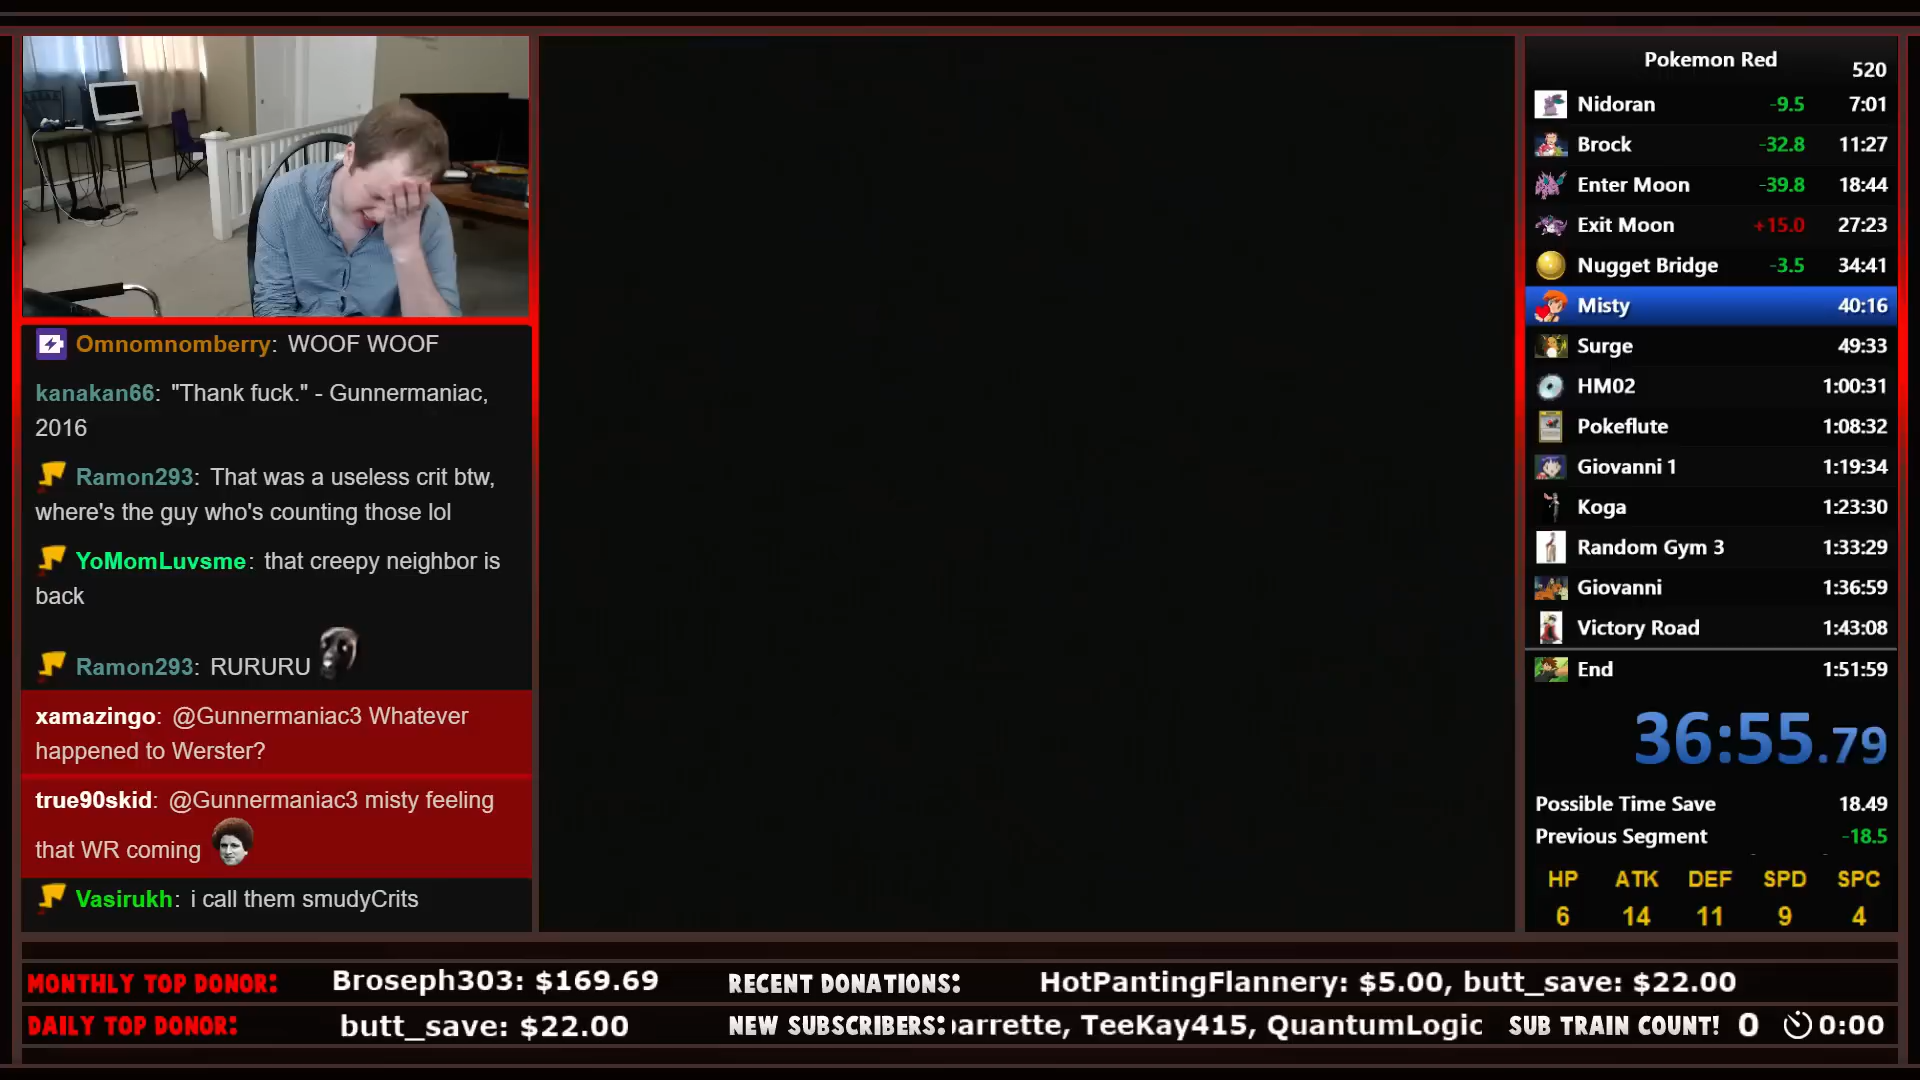 Omnomnomberry: WOOF WOOF
kanakan66: "Thank fuck." - Gunnermaniac,
2016
Ramon293: That was a useless crit btw,
where's the guy who's counting those lol
YoMomLuvsme: that creepy neighbor is
back
Ramon293: RURURU
xamazingo: @Gunnermaniac3 Whatever
happened to Werster?
true90skid: @Gunnermaniac3 misty feeling
that WR coming
Vasirukh: i call them smudyCrits
Pokemon Red
520
Nidoran -9.5 7:01
Brock -32.8 11:27
Enter Moon -39.8 18:44
Exit Moon +15.0 27:23
Nugget Bridge -3.5 34:41
Misty 40:16
Surge 49:33
HM02 1:00:31
Pokeflute 1:08:32
Giovanni 1 1:19:34
Koga 1:23:30
Random Gym 3 1:33:29
Giovanni 1:36:59
Victory Road 1:43:08
End 1:51:59
36:55.79
Possible Time Save 18.49
Previous Segment -18.5
HP ATK DEF SPD SPC
6 14 11 9 4
MONTHLY TOP DONOR: Broseph303: $169.69 RECENT DONATIONS: HotPantingFlannery: $5.00, butt_save: $22.00
DAILY TOP DONOR: butt_save: $22.00 NEW SUBSCRIBERS: arrette, TeeKay415, QuantumLogic SUB TRAIN COUNT! 0 0:00